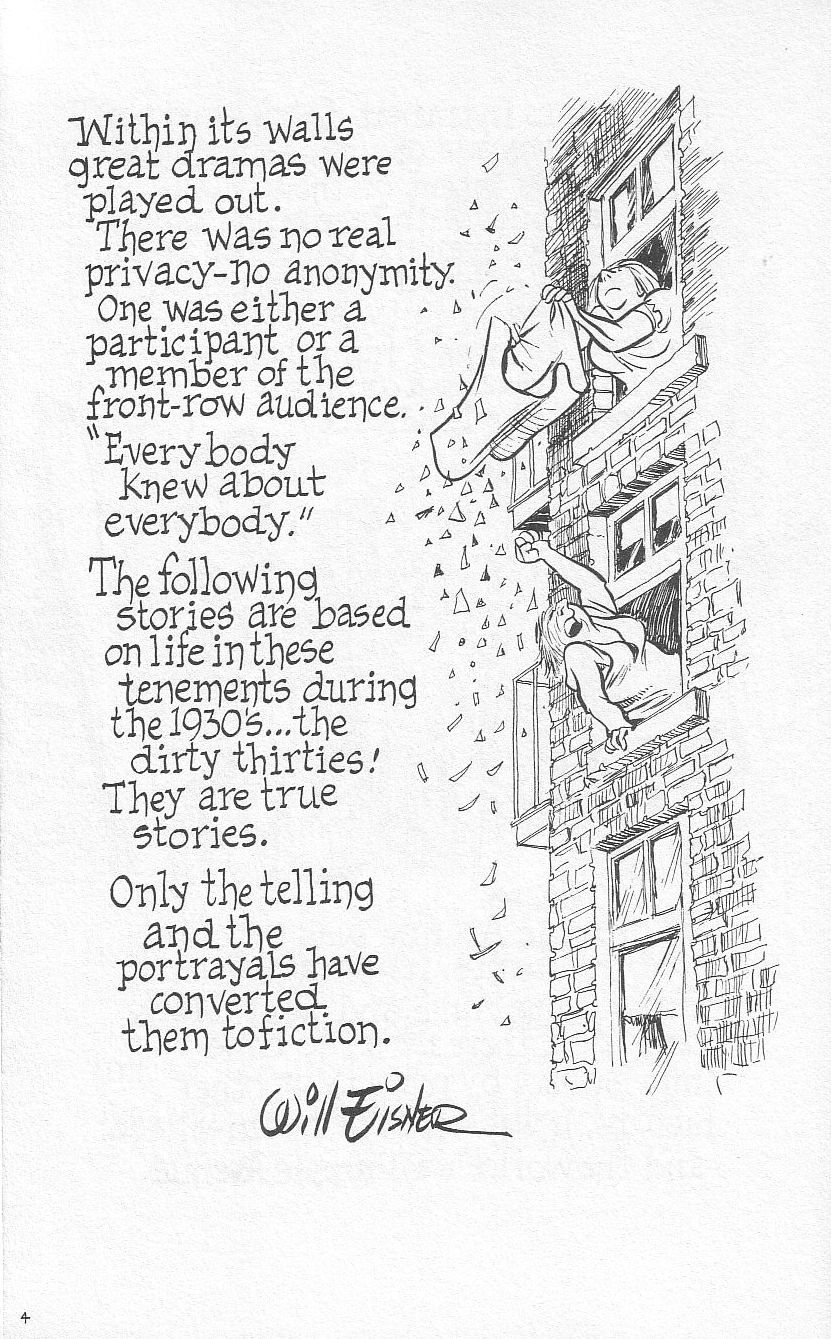 Within its walls
great dramas were
played out.
There was no real
privacy-no anonymity.
One was either a
participant or a
member of the
front-row audience.
"Everybody
knew about
everybody."
The following
stories are based
on life in these
tenements during
the 1930's...the
dirty thirties!
They are true
stories.
Only the telling
and the
portrayals have
converted
them to fiction.
Will Eisner
4